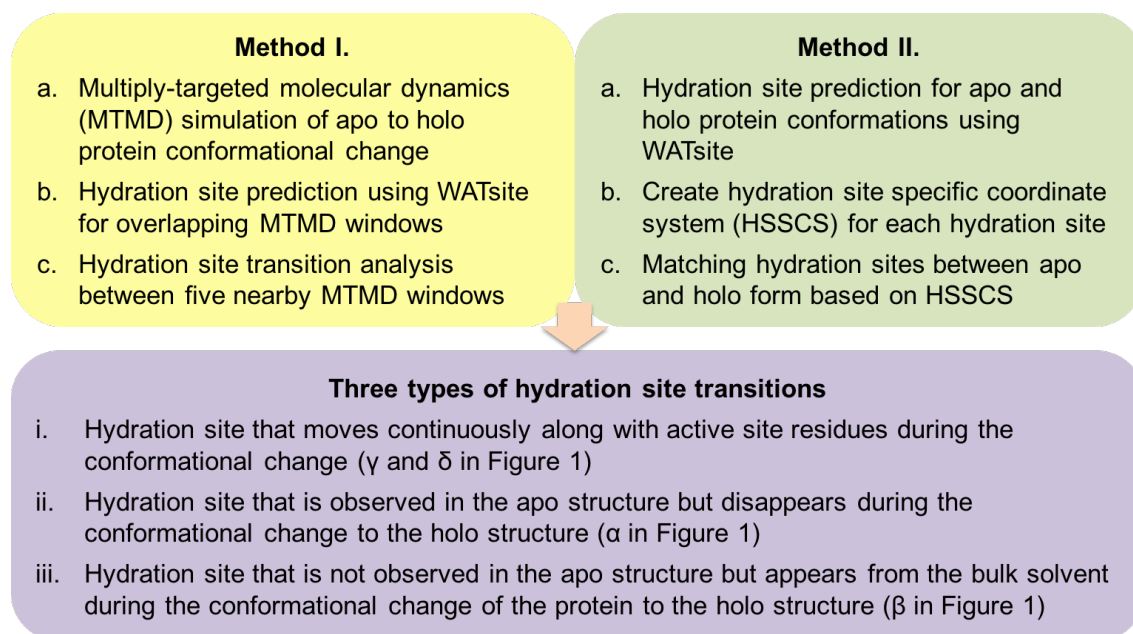 Method I.
a. Multiply-targeted molecular dynamics
(MTMD) simulation of apo to holo
protein conformational change
b. Hydration site prediction using WATsite
for overlapping MTMD windows
c. Hydration site transition analysis
between five nearby MTMD windows
Method II.
a. Hydration site prediction for apo and
holo protein conformations using
WATsite
b. Create hydration site specific coordinate
system (HSSCS) for each hydration site
c. Matching hydration sites between apo
and holo form based on HSSCS
Three types of hydration site transitions
i. Hydration site that moves continuously along with active site residues during the
conformational change (γ and δ in Figure 1)
ii. Hydration site that is observed in the apo structure but disappears during the
conformational change to the holo structure (α in Figure 1)
iii. Hydration site that is not observed in the apo structure but appears from the bulk solvent
during the conformational change of the protein to the holo structure (β in Figure 1)